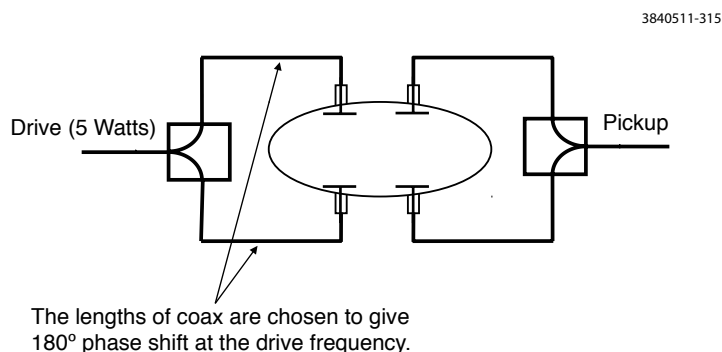 3840511-315
Drive (5 Watts)
Pickup
The lengths of coax are chosen to give
180º phase shift at the drive frequency.